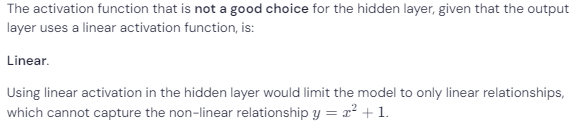 The activation function that is not a good choice for the hidden layer, given that the output
layer uses a linear activation function, is:
Linear.
Using linear activation in the hidden layer would limit the model to only linear relationships,
which cannot capture the non-linear relationship y = x² + 1.